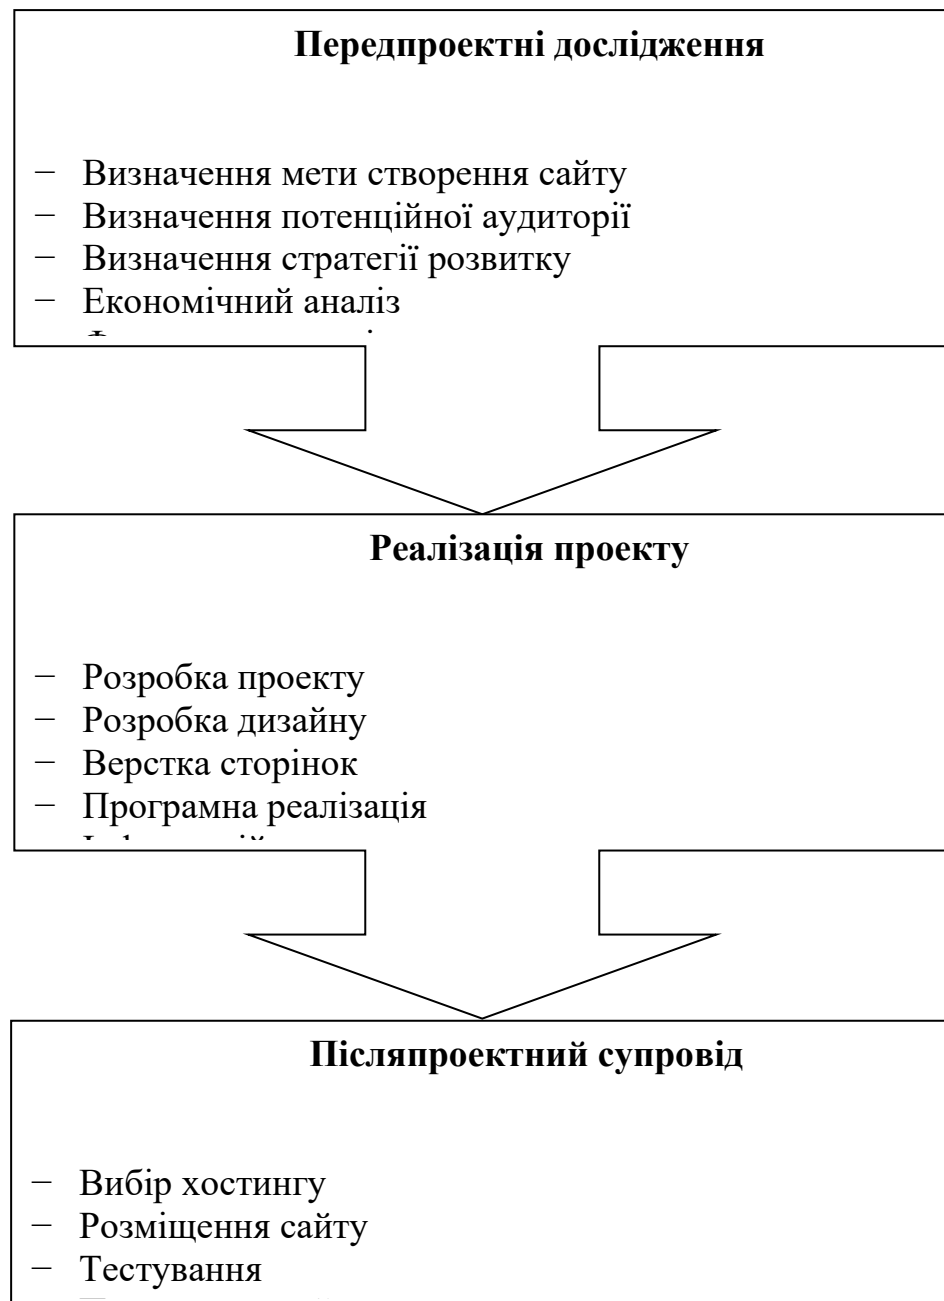 Передпроектні дослідження
− Визначення мети створення сайту
− Визначення потенційної аудиторії
− Визначення стратегії розвитку
− Економічний аналіз
Реалізація проекту
− Розробка проекту
− Розробка дизайну
− Верстка сторінок
− Програмна реалізація
Післяпроектний супровід
− Вибір хостингу
− Розміщення сайту
− Тестування